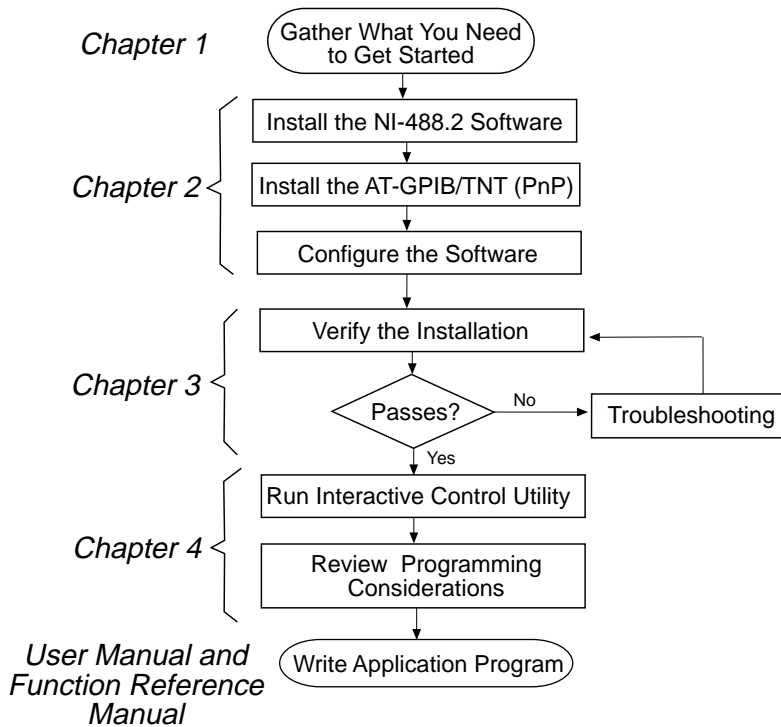 Chapter 1
Gather What You Need
to Get Started
Chapter 2
Install the NI-488.2 Software
Install the AT-GPIB/TNT (PnP)
Configure the Software
Chapter 3
Verify the Installation
Passes?
No
Troubleshooting
Yes
Chapter 4
Run Interactive Control Utility
Review Programming
Considerations
User Manual and
Function Reference
Manual
Write Application Program